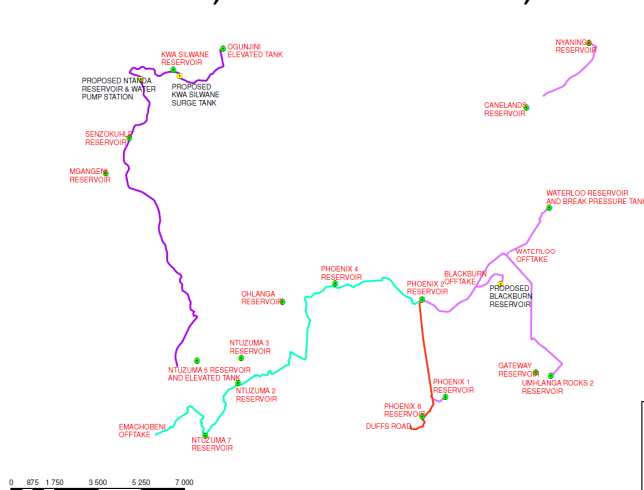 KWA SILWANE
RESERVOIR
OGUNJINI
ELEVATED TANK
NYANINGA
RESERVOIR
PROPOSED NTANDA
RESERVOIR & WATER
PUMP STATION
PROPOSED
KWA SILWANE
SURGE TANK
CANELANDS
RESERVOIR
SENZOKUHLE
RESERVOIR
MGANGENI
RESERVOIR
WATERLOO RESERVOIR
AND BREAK PRESSURE TANK
WATERLOO
OFFTAKE
PHOENIX 4
RESERVOIR
BLACKBURN
OFFTAKE
PHOENIX 2
RESERVOIR
PROPOSED
BLACKBURN
RESERVOIR
OHLANGA
RESERVOIR
NTUZUMA 3
RESERVOIR
NTUZUMA 5 RESERVOIR
AND ELEVATED TANK
NTUZUMA 2
RESERVOIR
GATEWAY
RESERVOIR
UMHLANGA ROCKS 2
RESERVOIR
PHOENIX 1
RESERVOIR
PHOENIX 6
RESERVOIR
DUFFS ROAD
EMACHOBENI
OFFTAKE
NTUZUMA 7
RESERVOIR
0 875 1 750 3 500 5 250 7 000